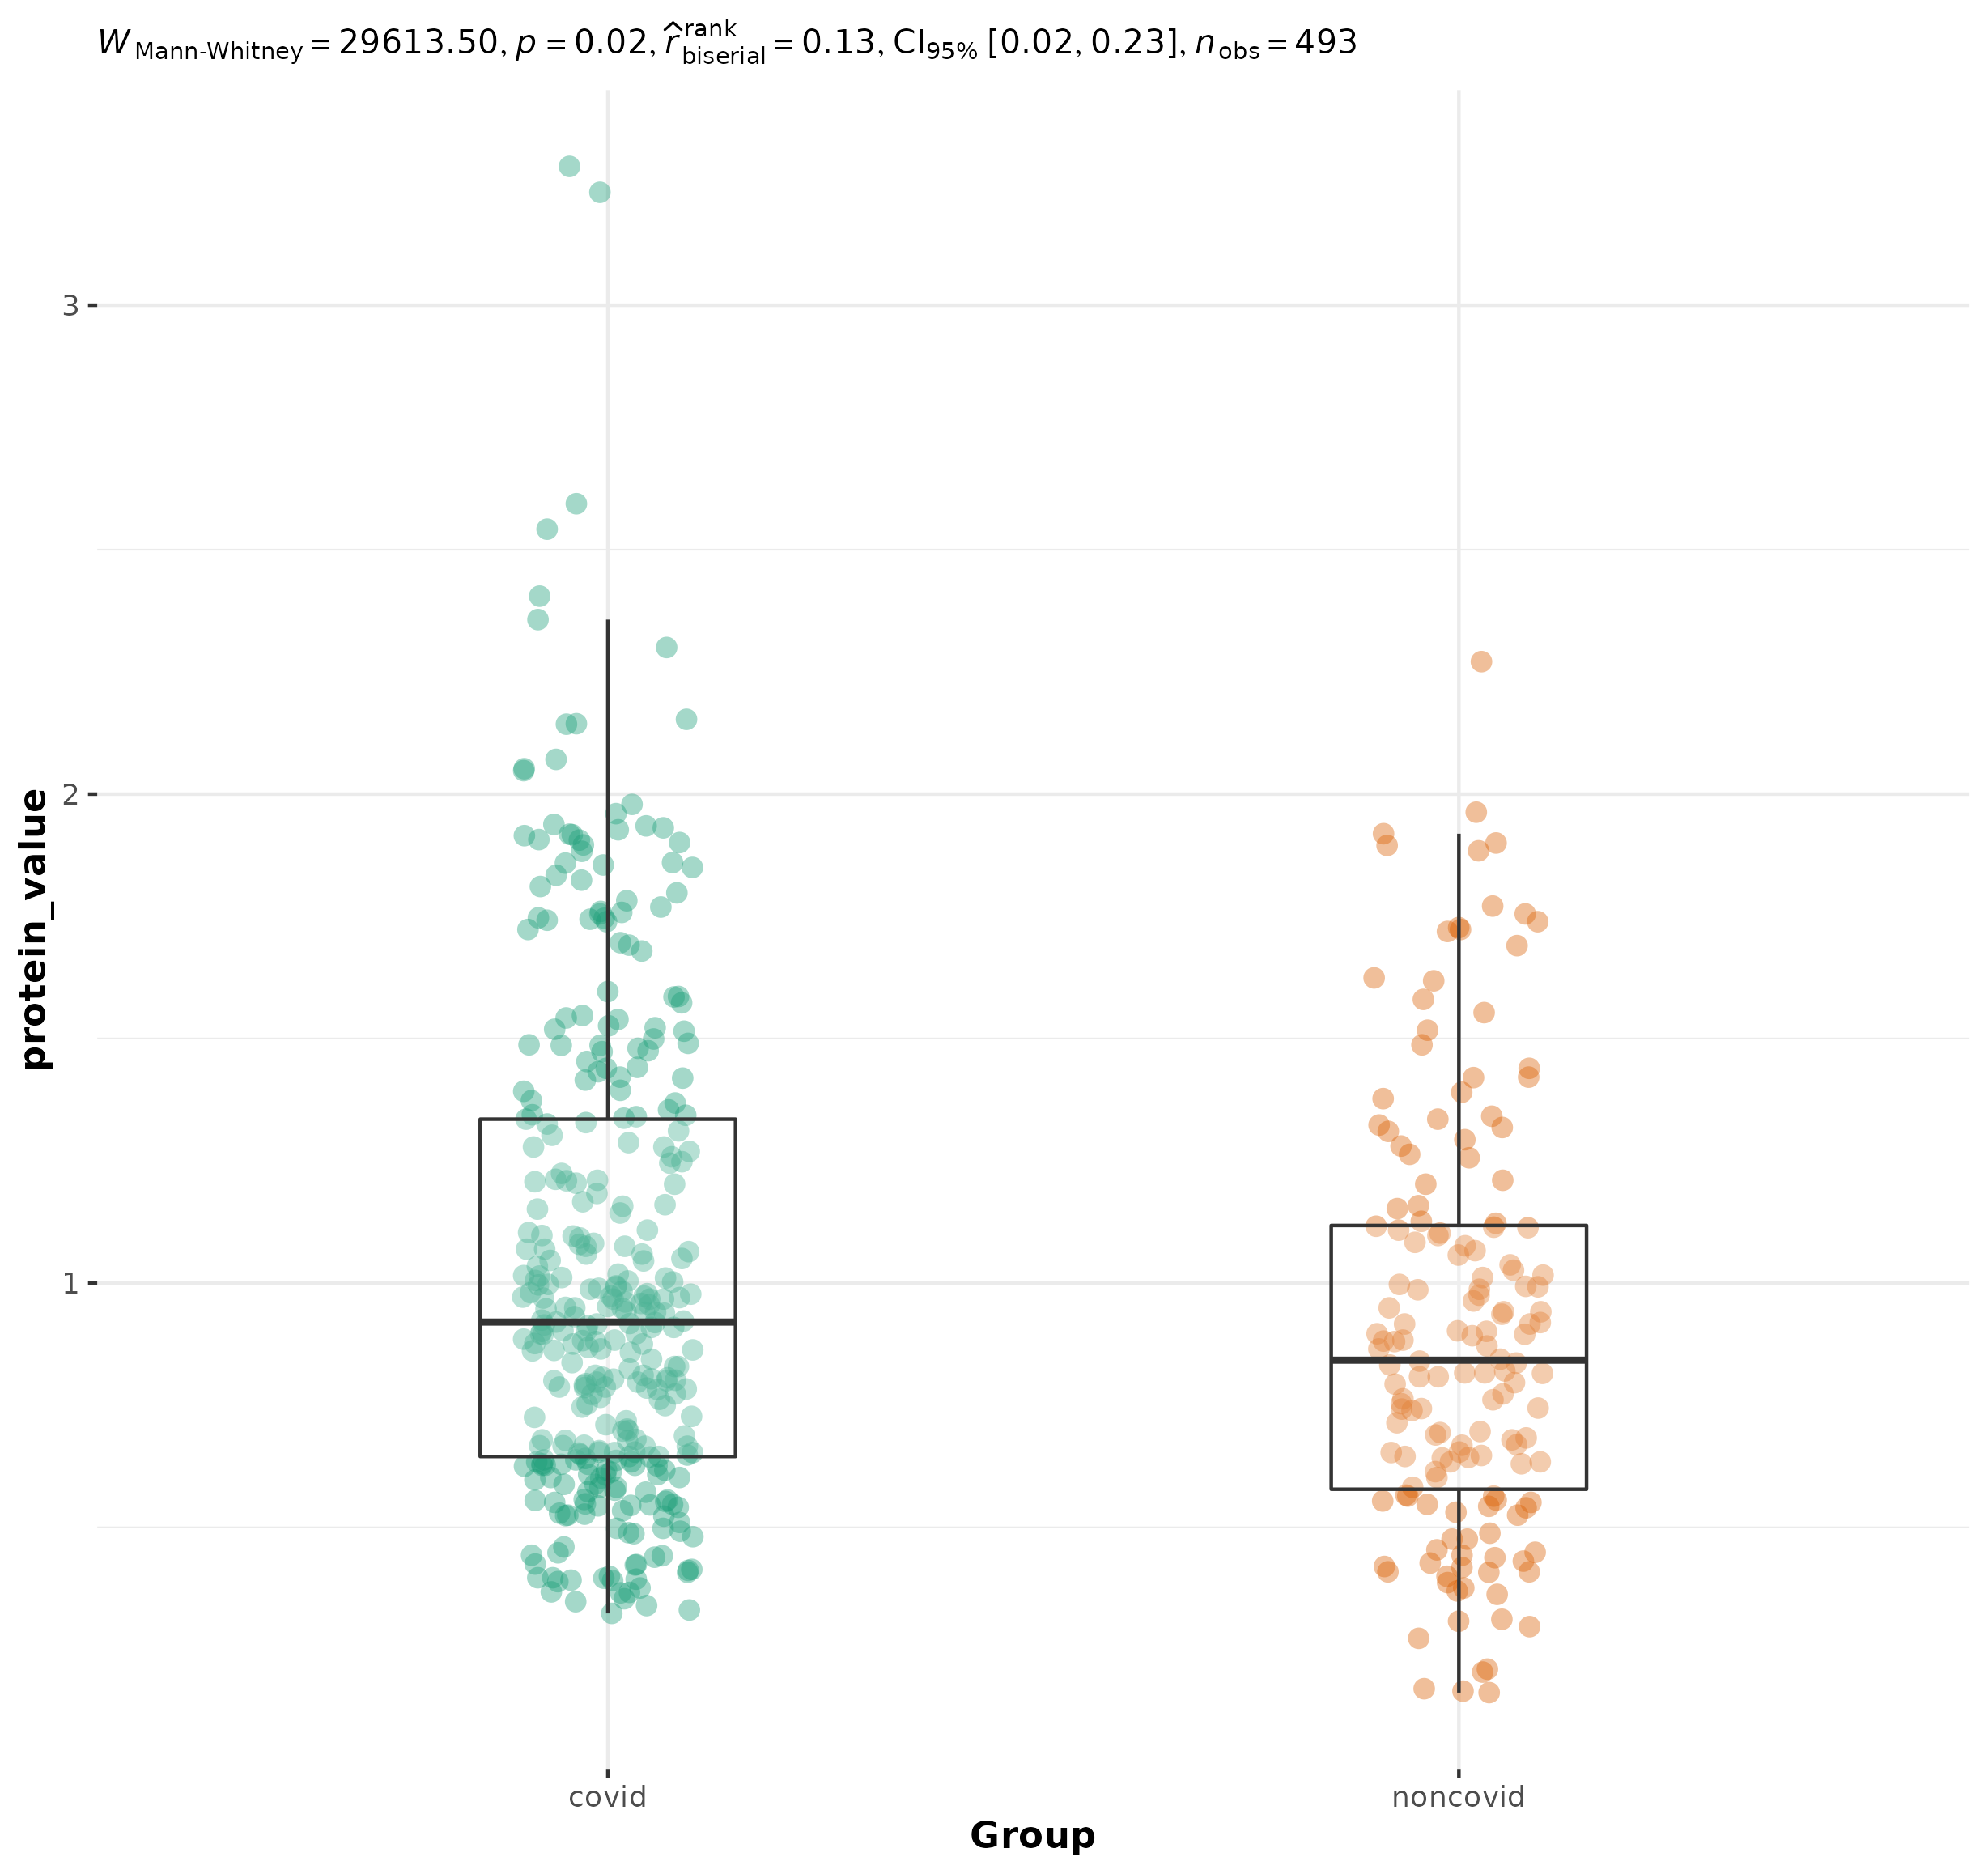 W Mann-Whitney = 29613.50, p = 0.02, r̂ rank biserial = 0.13, CI95% [0.02, 0.23], n obs = 493
3
2
1
protein_value
covid noncovid
Group